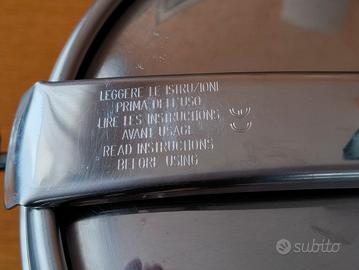 LEGGERE LE ISTRUZIONI
PRIMA DELL'USO
LIRE LES INSTRUCTIONS
AVANT USAGE
READ INSTRUCTIONS
BEFORE USING
subito